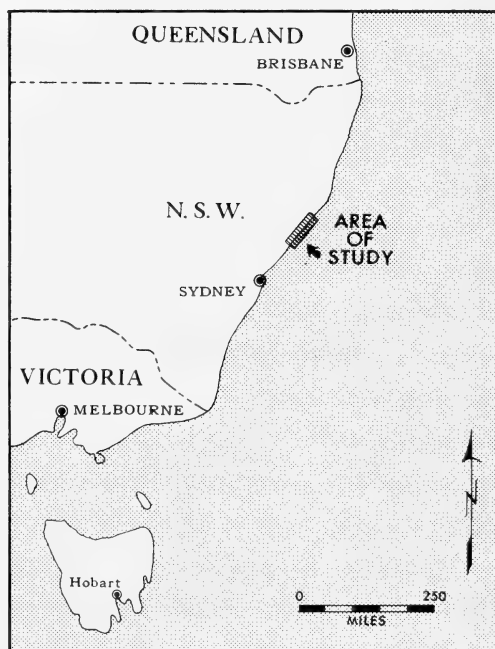 QUEENSLAND
BRISBANE
N. S. W.
AREA
OF
STUDY
SYDNEY
VICTORIA
MELBOURNE
N
Hobart
0 250
MILES